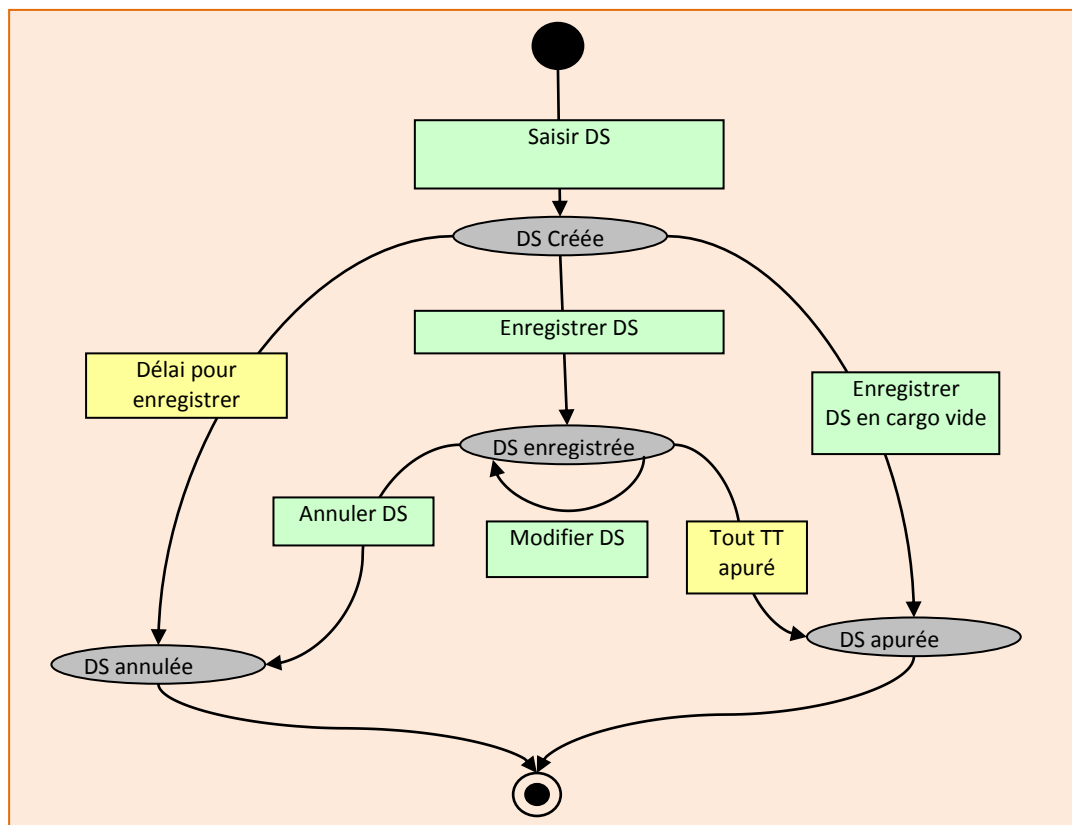 Saisir DS
DS Créée
Enregistrer DS
Délai pour
enregistrer
Enregistrer
DS en cargo vide
DS enregistrée
Annuler DS
Modifier DS
Tout TT
apuré
DS annulée
DS apurée